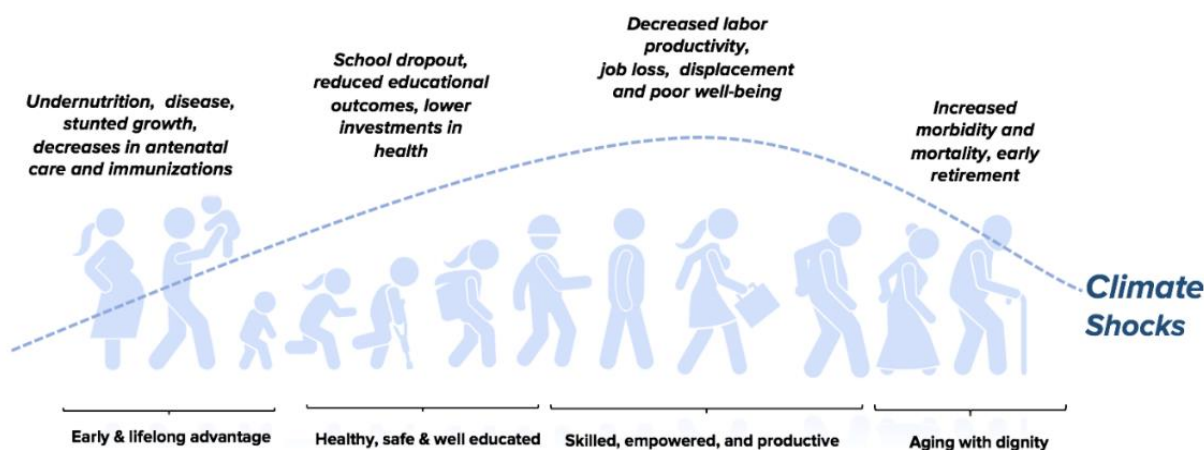 Undernutrition, disease,
stunted growth,
decreases in antenatal
care and immunizations
School dropout,
reduced educational
outcomes, lower
investments in
health
Decreased labor
productivity,
job loss, displacement
and poor well-being
Increased
morbidity and
mortality, early
retirement
Climate
Shocks
Early & lifelong advantage
Healthy, safe & well educated
Skilled, empowered, and productive
Aging with dignity